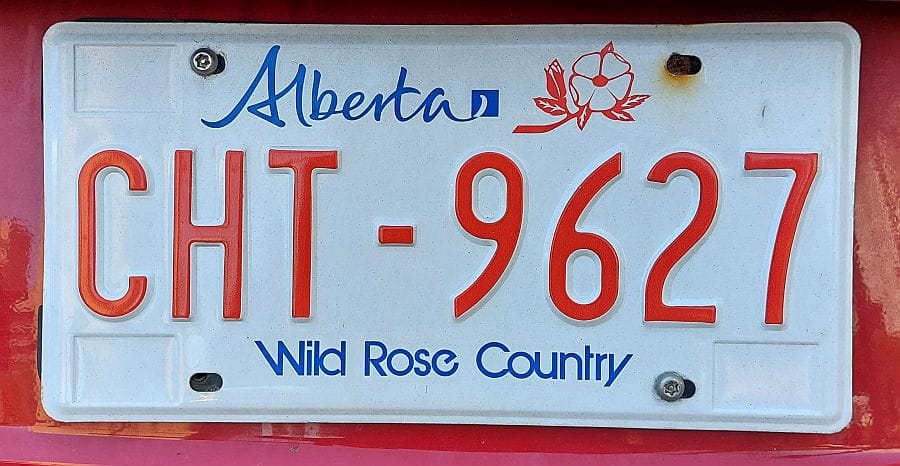 Alberta
CHT-9627
Wild Rose Country